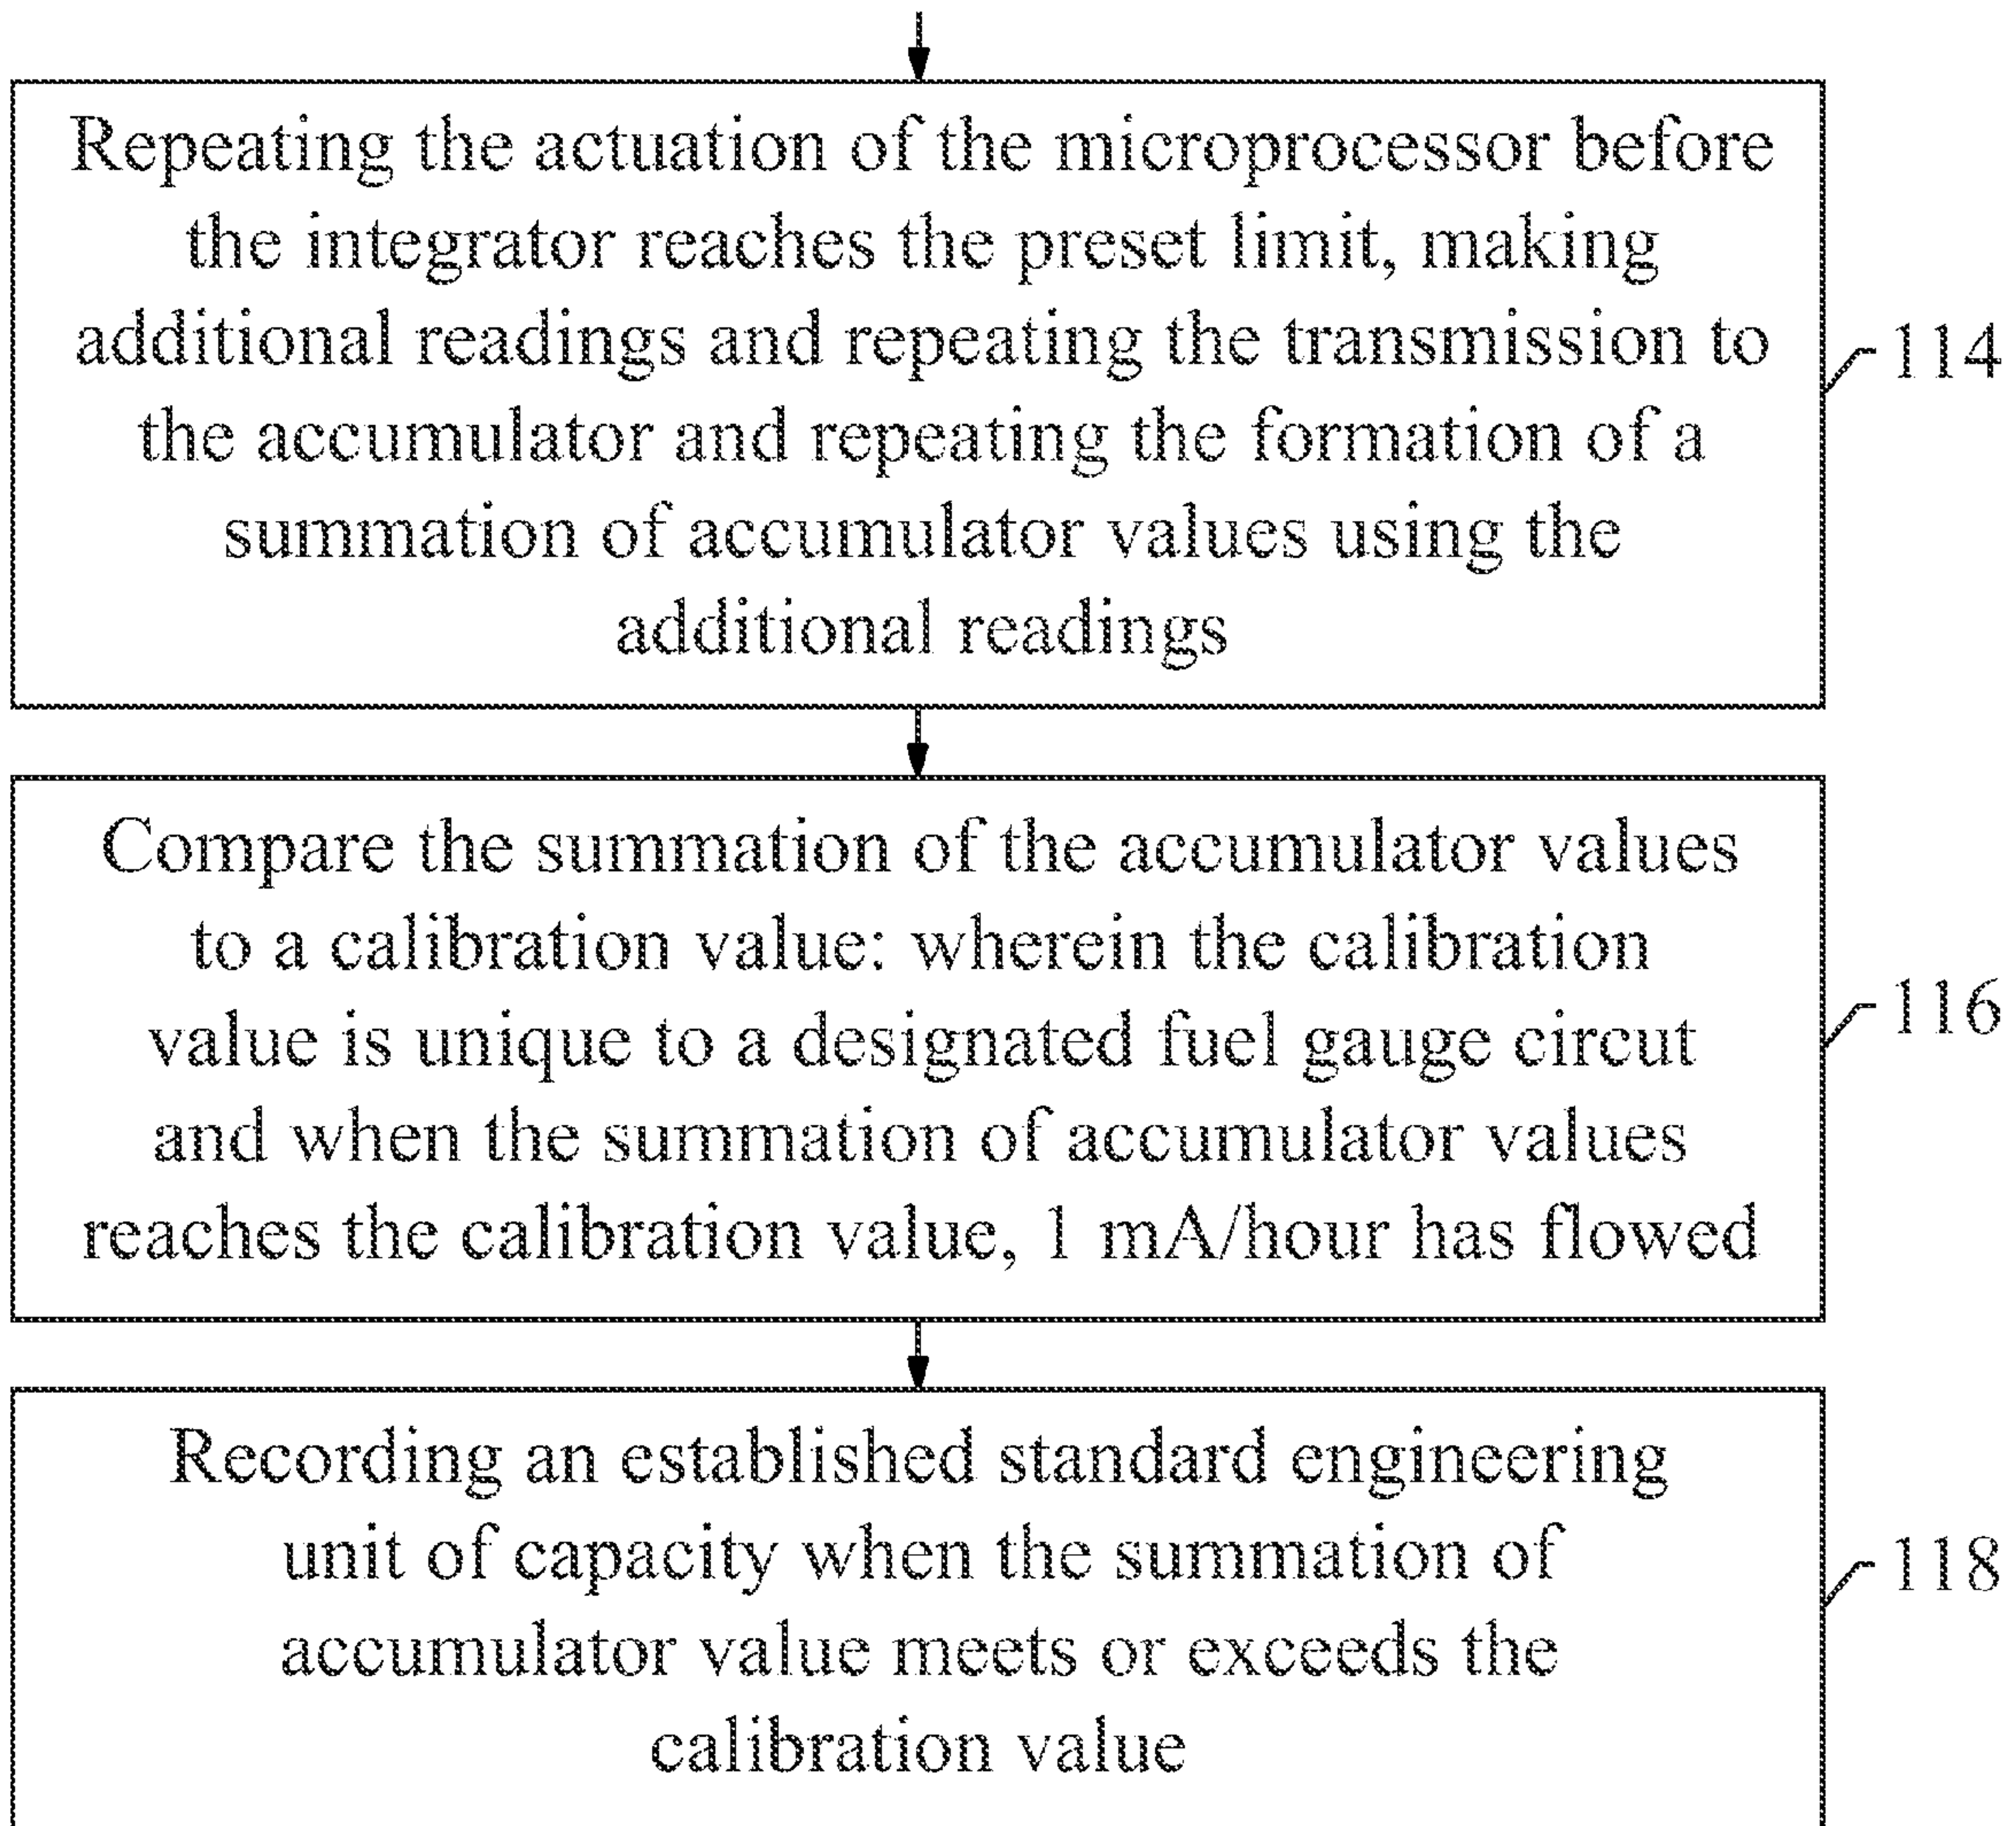 Repeating the actuation of the microprocessor before
the integrator reaches the preset limit, making
additional readings and repeating the transmission to
the accumulator and repeating the formation of a
summation of accumulator values using the
additional readings
114
Compare the summation of the accumulator values
to a calibration value: wherein the calibration
value is unique to a designated fuel gauge circut
and when the summation of accumulator values
reaches the calibration value, 1 mA/hour has flowed
116
Recording an established standard engineering
unit of capacity when the summation of
accumulator value meets or exceeds the
calibration value
118